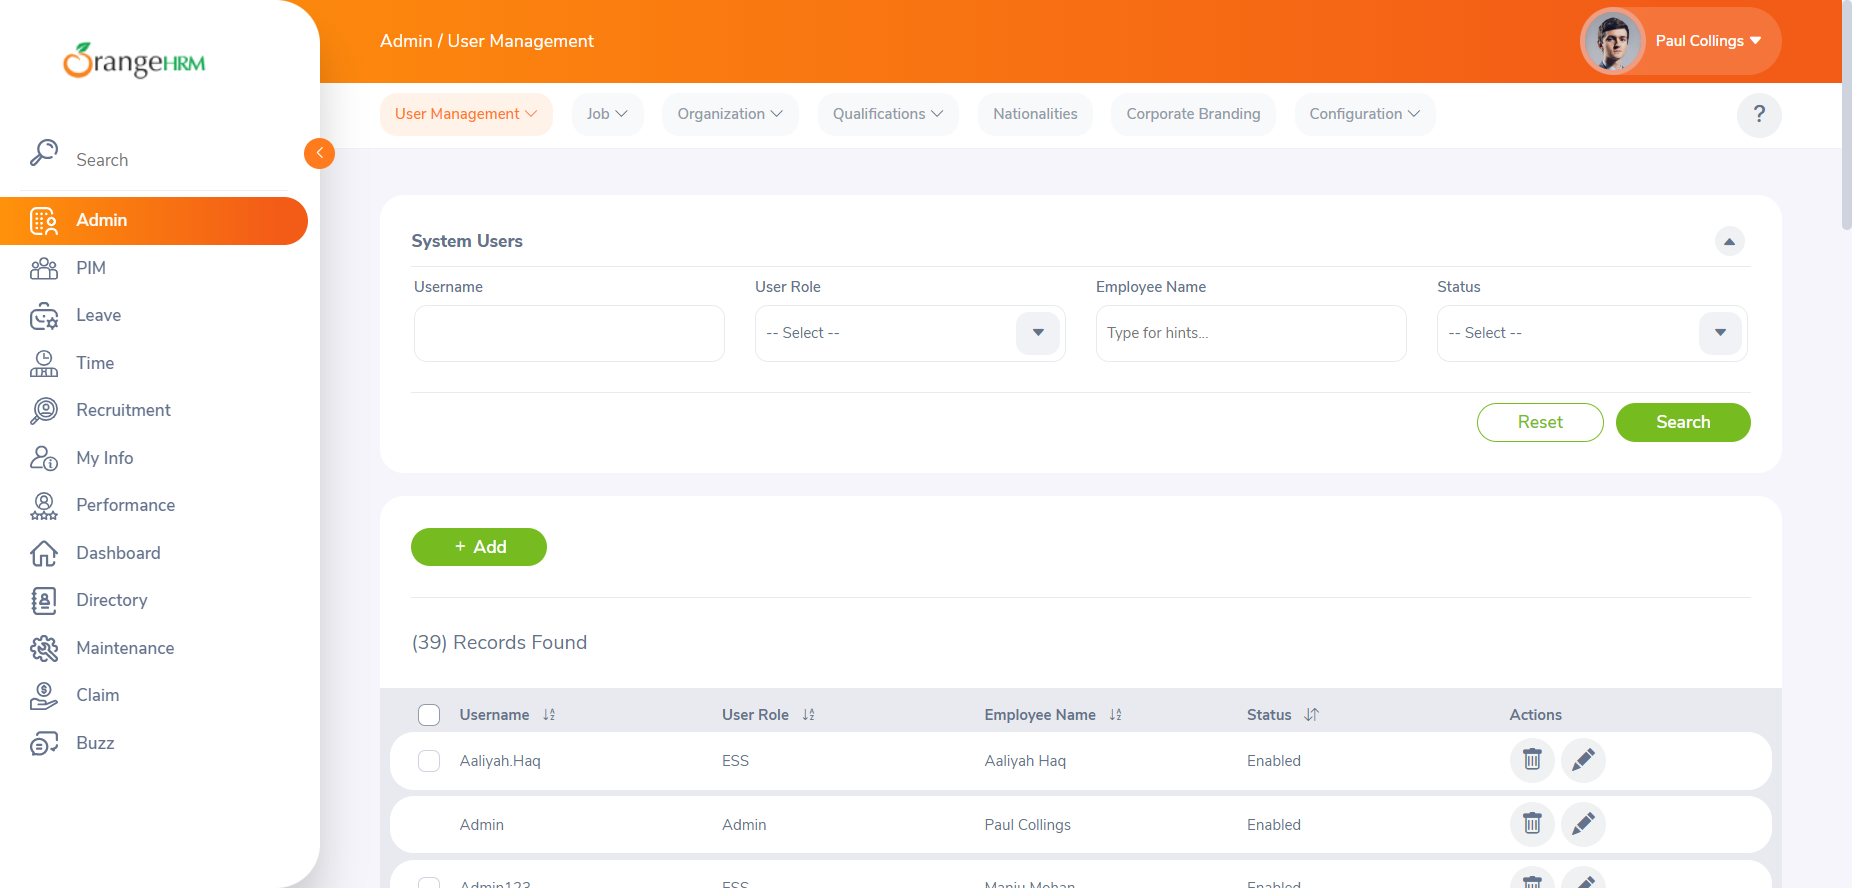 OrangeHRM
Admin / User Management
Paul Collings
User Management
Job
Organization
Qualifications
Nationalities
Corporate Branding
Configuration
?
Search
Admin
PIM
Leave
Time
Recruitment
My Info
Performance
Dashboard
Directory
Maintenance
Claim
Buzz
System Users
Username User Role Employee Name Status
-- Select -- Type for hints... -- Select --
Reset Search
+ Add
(39) Records Found
Username User Role Employee Name Status Actions
Aaliyah.Haq ESS Aaliyah Haq Enabled
Admin Admin Paul Collings Enabled
Admin123 ESS Manju Mohan Enabled